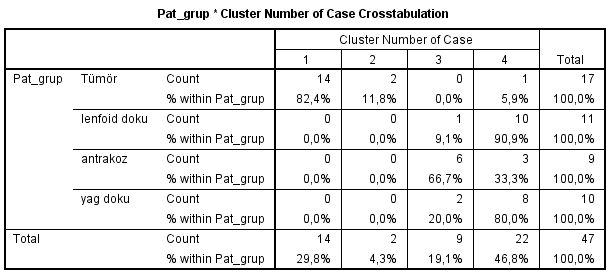 Pat_grup * Cluster Number of Case Crosstabulation
Cluster Number of Case
1 2 3 4 Total
Pat_grup Tümör Count 14 2 0 1 17
% within Pat_grup 82,4% 11,8% 0,0% 5,9% 100,0%
lenfoid doku Count 0 0 1 10 11
% within Pat_grup 0,0% 0,0% 9,1% 90,9% 100,0%
antrakoz Count 0 0 6 3 9
% within Pat_grup 0,0% 0,0% 66,7% 33,3% 100,0%
yag doku Count 0 0 2 8 10
% within Pat_grup 0,0% 0,0% 20,0% 80,0% 100,0%
Total Count 14 2 9 22 47
% within Pat_grup 29,8% 4,3% 19,1% 46,8% 100,0%